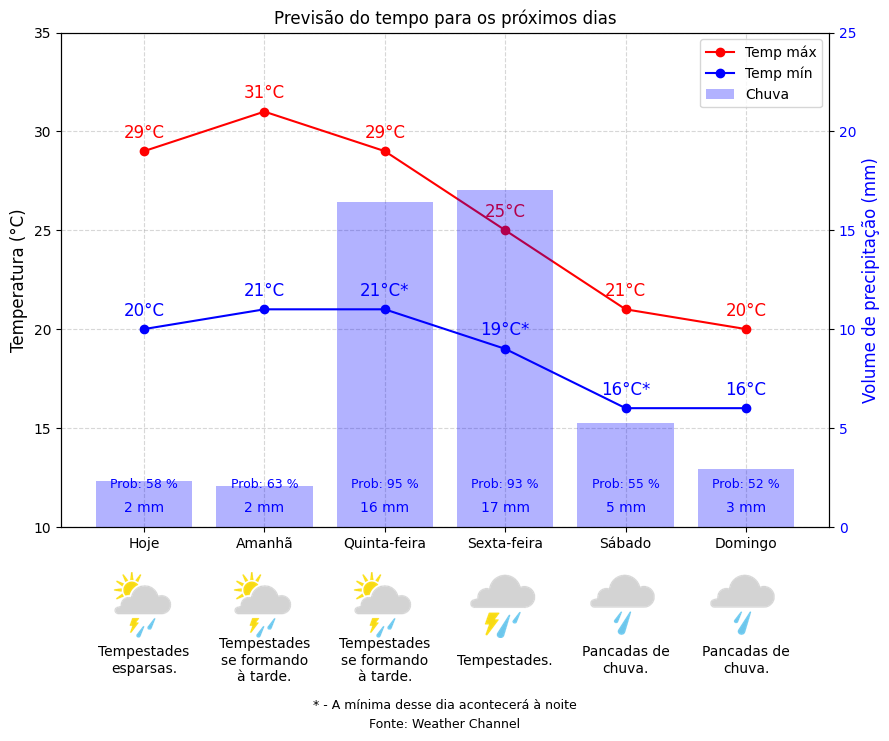 Previsão do tempo para os próximos dias
35
30
25
20
15
10
Temperatura (°C)
25
20
15
10
5
0
Volume de precipitação (mm)
Temp máx
Temp mín
Chuva
29°C
31°C
29°C
25°C
21°C
20°C
20°C
21°C
21°C*
19°C*
16°C*
16°C
Prob: 58 %
Prob: 63 %
Prob: 95 %
Prob: 93 %
Prob: 55 %
Prob: 52 %
2 mm
2 mm
16 mm
17 mm
5 mm
3 mm
Hoje
Amanhã
Quinta-feira
Sexta-feira
Sábado
Domingo
Tempestades
esparsas.
Tempestades
se formando
à tarde.
Tempestades
se formando
à tarde.
Tempestades.
Pancadas de
chuva.
Pancadas de
chuva.
* - A mínima desse dia acontecerá à noite
Fonte: Weather Channel